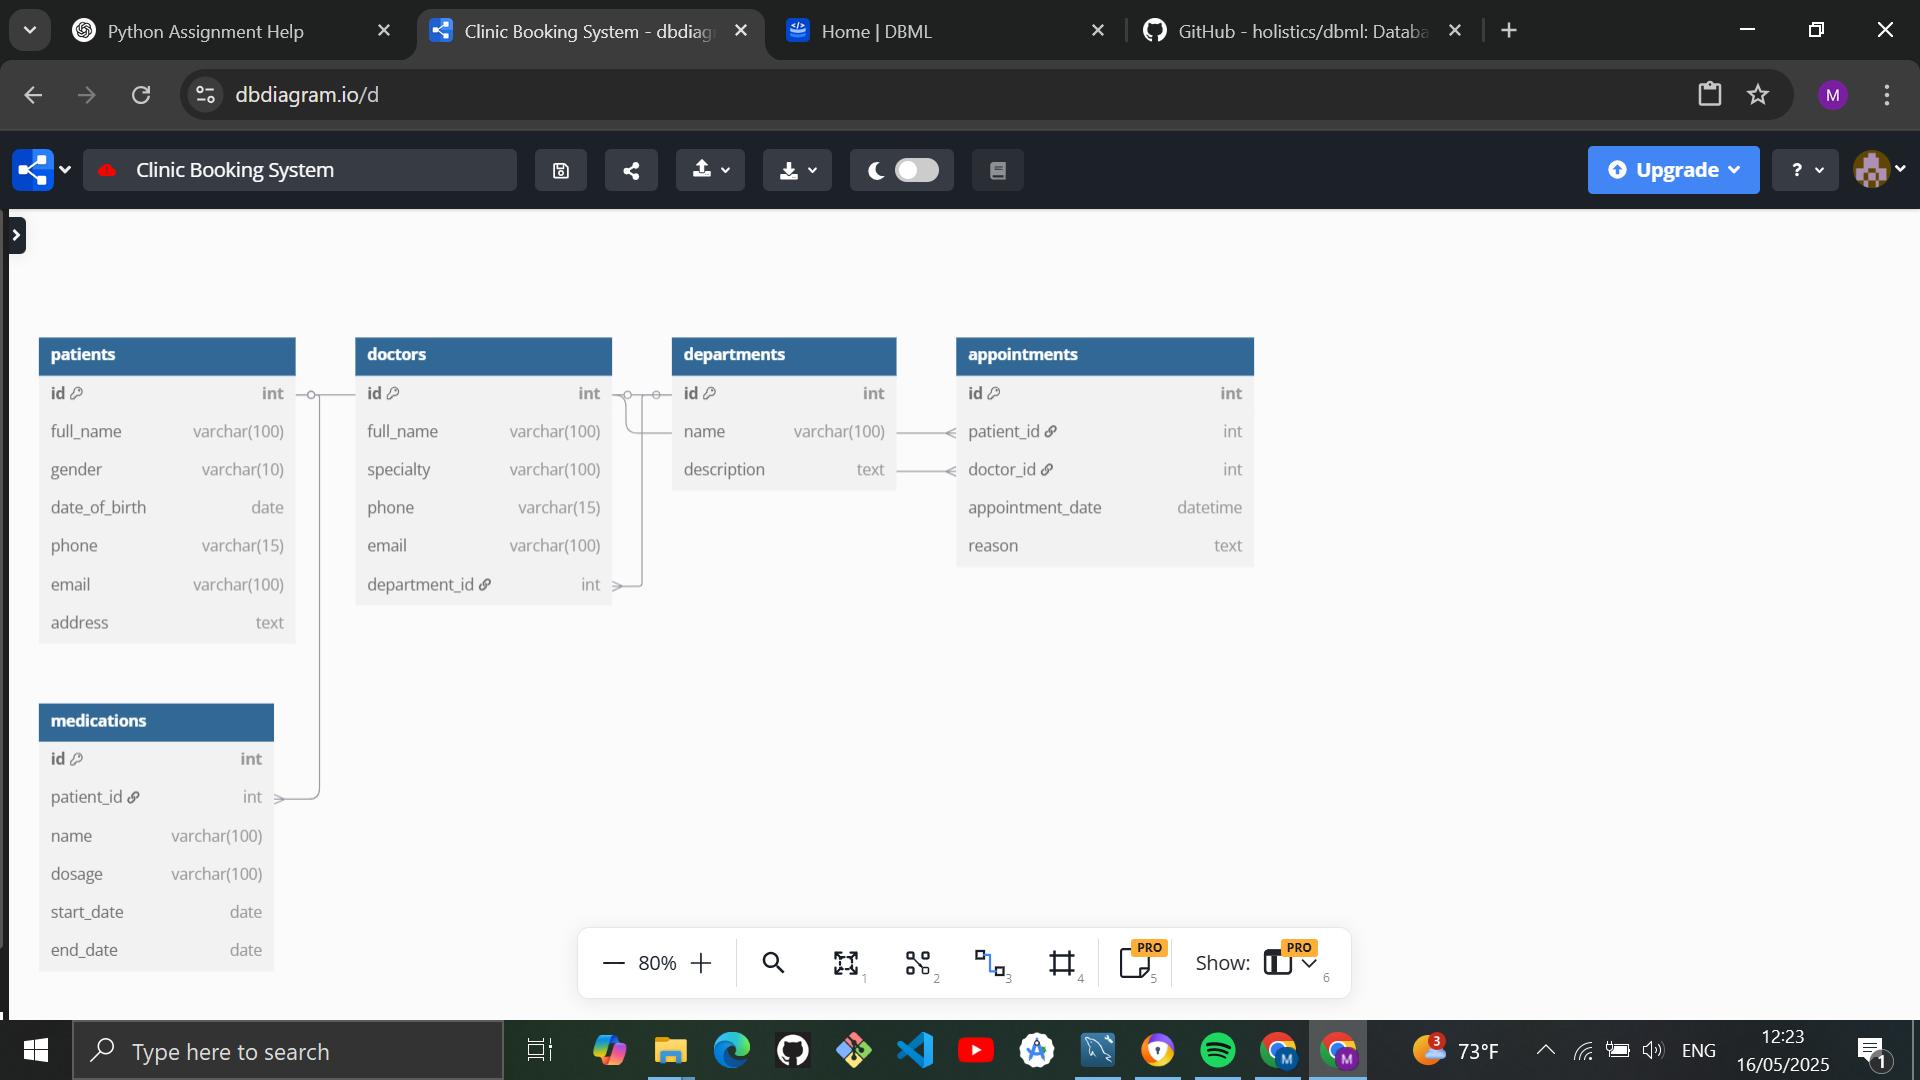 Python Assignment Help
Clinic Booking System - dbdiag
Home | DBML
GitHub - holistics/dbml: Databa
dbdiagram.io/d
M
Clinic Booking System
Upgrade
?
patients
id int
full_name varchar(100)
gender varchar(10)
date_of_birth date
phone varchar(15)
email varchar(100)
address text
doctors
id int
full_name varchar(100)
specialty varchar(100)
phone varchar(15)
email varchar(100)
department_id int
departments
id int
name varchar(100)
description text
appointments
id int
patient_id int
doctor_id int
appointment_date datetime
reason text
medications
id int
patient_id int
name varchar(100)
dosage varchar(100)
start_date date
end_date date
80%
1
2
3
4
PRO
5
Show:
PRO
6
Type here to search
M
M
3
73°F
ENG
12:23
16/05/2025
1